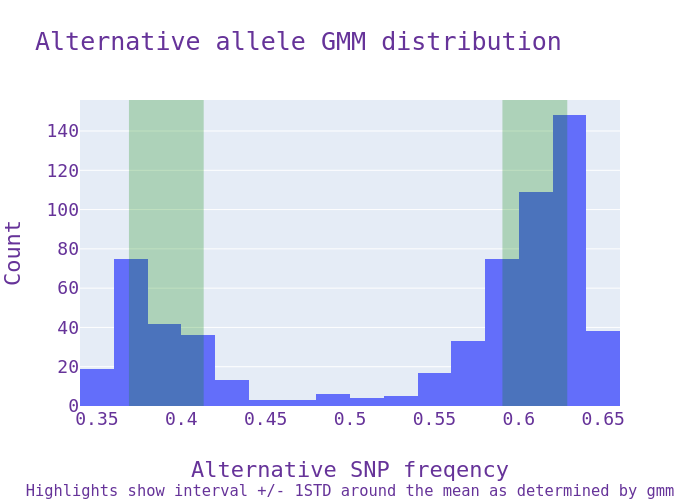 Alternative allele GMM distribution
140
120
100
80
60
40
20
0
Count
0.35 0.4 0.45 0.5 0.55 0.6 0.65
Alternative SNP freqency
Highlights show interval +/- 1STD around the mean as determined by gmm